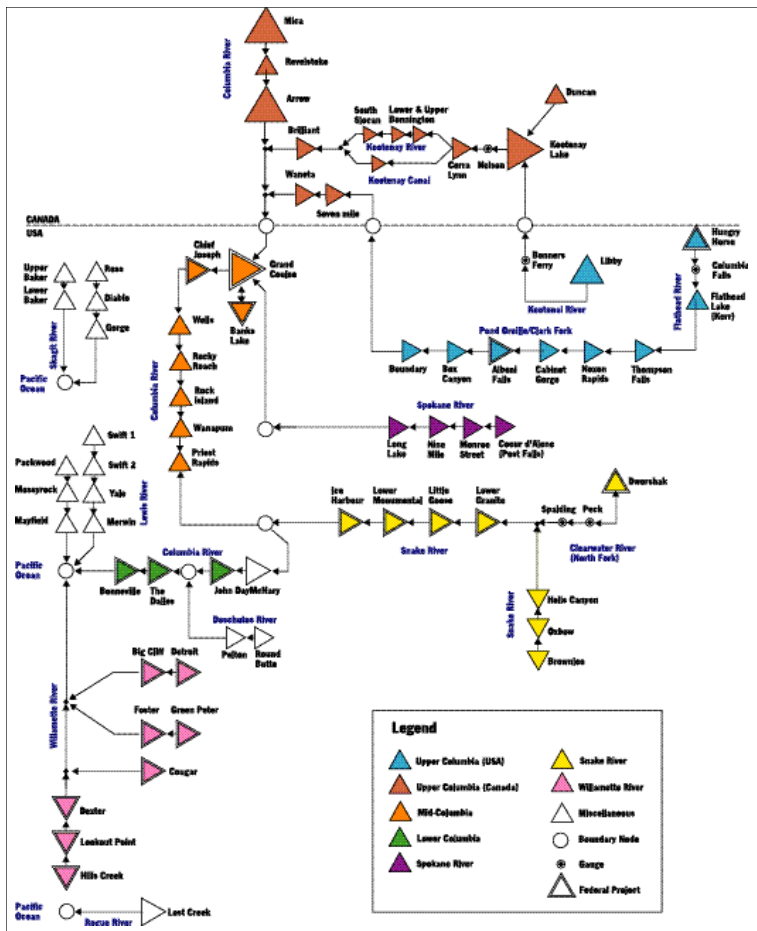 Mica
Columbia River
Revelstoke
Arrow
Duncan
South
Slocan
Lower & Upper
Bonnington
Brilliant
Kootenay River
Corra
Lynn
Nelson
Kootenay
Lake
Kootenay Canal
Waneta
Seven mile
CANADA
USA
Upper
Baker
Ross
Lower
Baker
Diablo
Gorge
Skagit River
Pacific
Ocean
Chief
Joseph
Grand
Coulee
Banks
Lake
Wells
Rocky
Reach
Rock
Island
Wanapum
Priest
Rapids
Columbia River
Bonners
Ferry
Libby
Kootenai River
Hungry
Horse
Columbia
Falls
Flathead
Lake
(Kerr)
Flathead River
Pend Oreille/Clark Fork
Boundary
Box
Canyon
Albeni
Falls
Cabinet
Gorge
Noxon
Rapids
Thompson
Falls
Spokane River
Long
Lake
Nine
Mile
Monroe
Street
Coeur d'Alene
(Post Falls)
Swift 1
Packwood
Swift 2
Mossyrock
Yale
Mayfield
Merwin
Lewis River
Pacific
Ocean
Ice
Harbour
Lower
Monumental
Little
Goose
Lower
Granite
Snake River
Spalding
Peck
Dworshak
Clearwater River
(North Fork)
Hells Canyon
Oxbow
Brownlee
Snake River
Columbia River
Bonneville
The
Dalles
John Day
McNary
Deschutes River
Pelton
Round
Butte
Big Cliff
Detroit
Foster
Green Peter
Cougar
Willamette River
Dexter
Lookout Point
Hills Creek
Pacific
Ocean
Rogue River
Lost Creek
Legend
Upper Columbia (USA)
Upper Columbia (Canada)
Mid-Columbia
Lower Columbia
Spokane River
Snake River
Willamette River
Miscellaneous
Boundary Node
Gauge
Federal Project